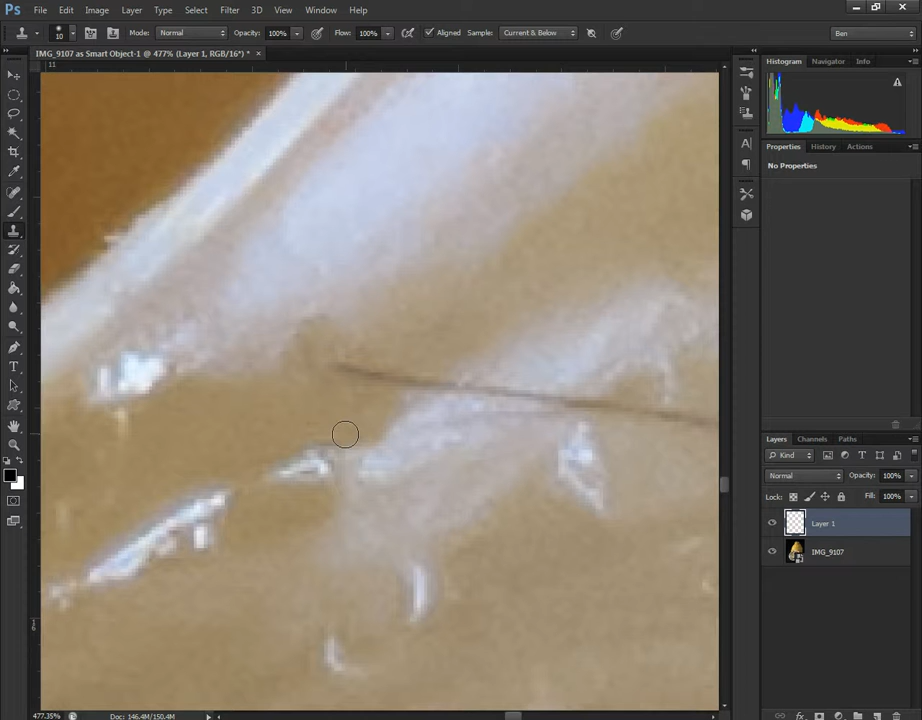 Ps File Edit Image Layer Type Select Filter 3D View Window Help
10 Mode: Normal Opacity: 100% Flow: 100% Aligned Sample: Current & Below Ben
IMG_9107 as Smart Object-1 @ 477% (Layer 1, RGB/16*) * ×
11
Histogram Navigator Info
Properties History Actions
No Properties
Layers Channels Paths
Kind
Normal Opacity: 100%
Lock: Fill: 100%
Layer 1
IMG_9107
477.35% Doc: 146.4M/150.4M